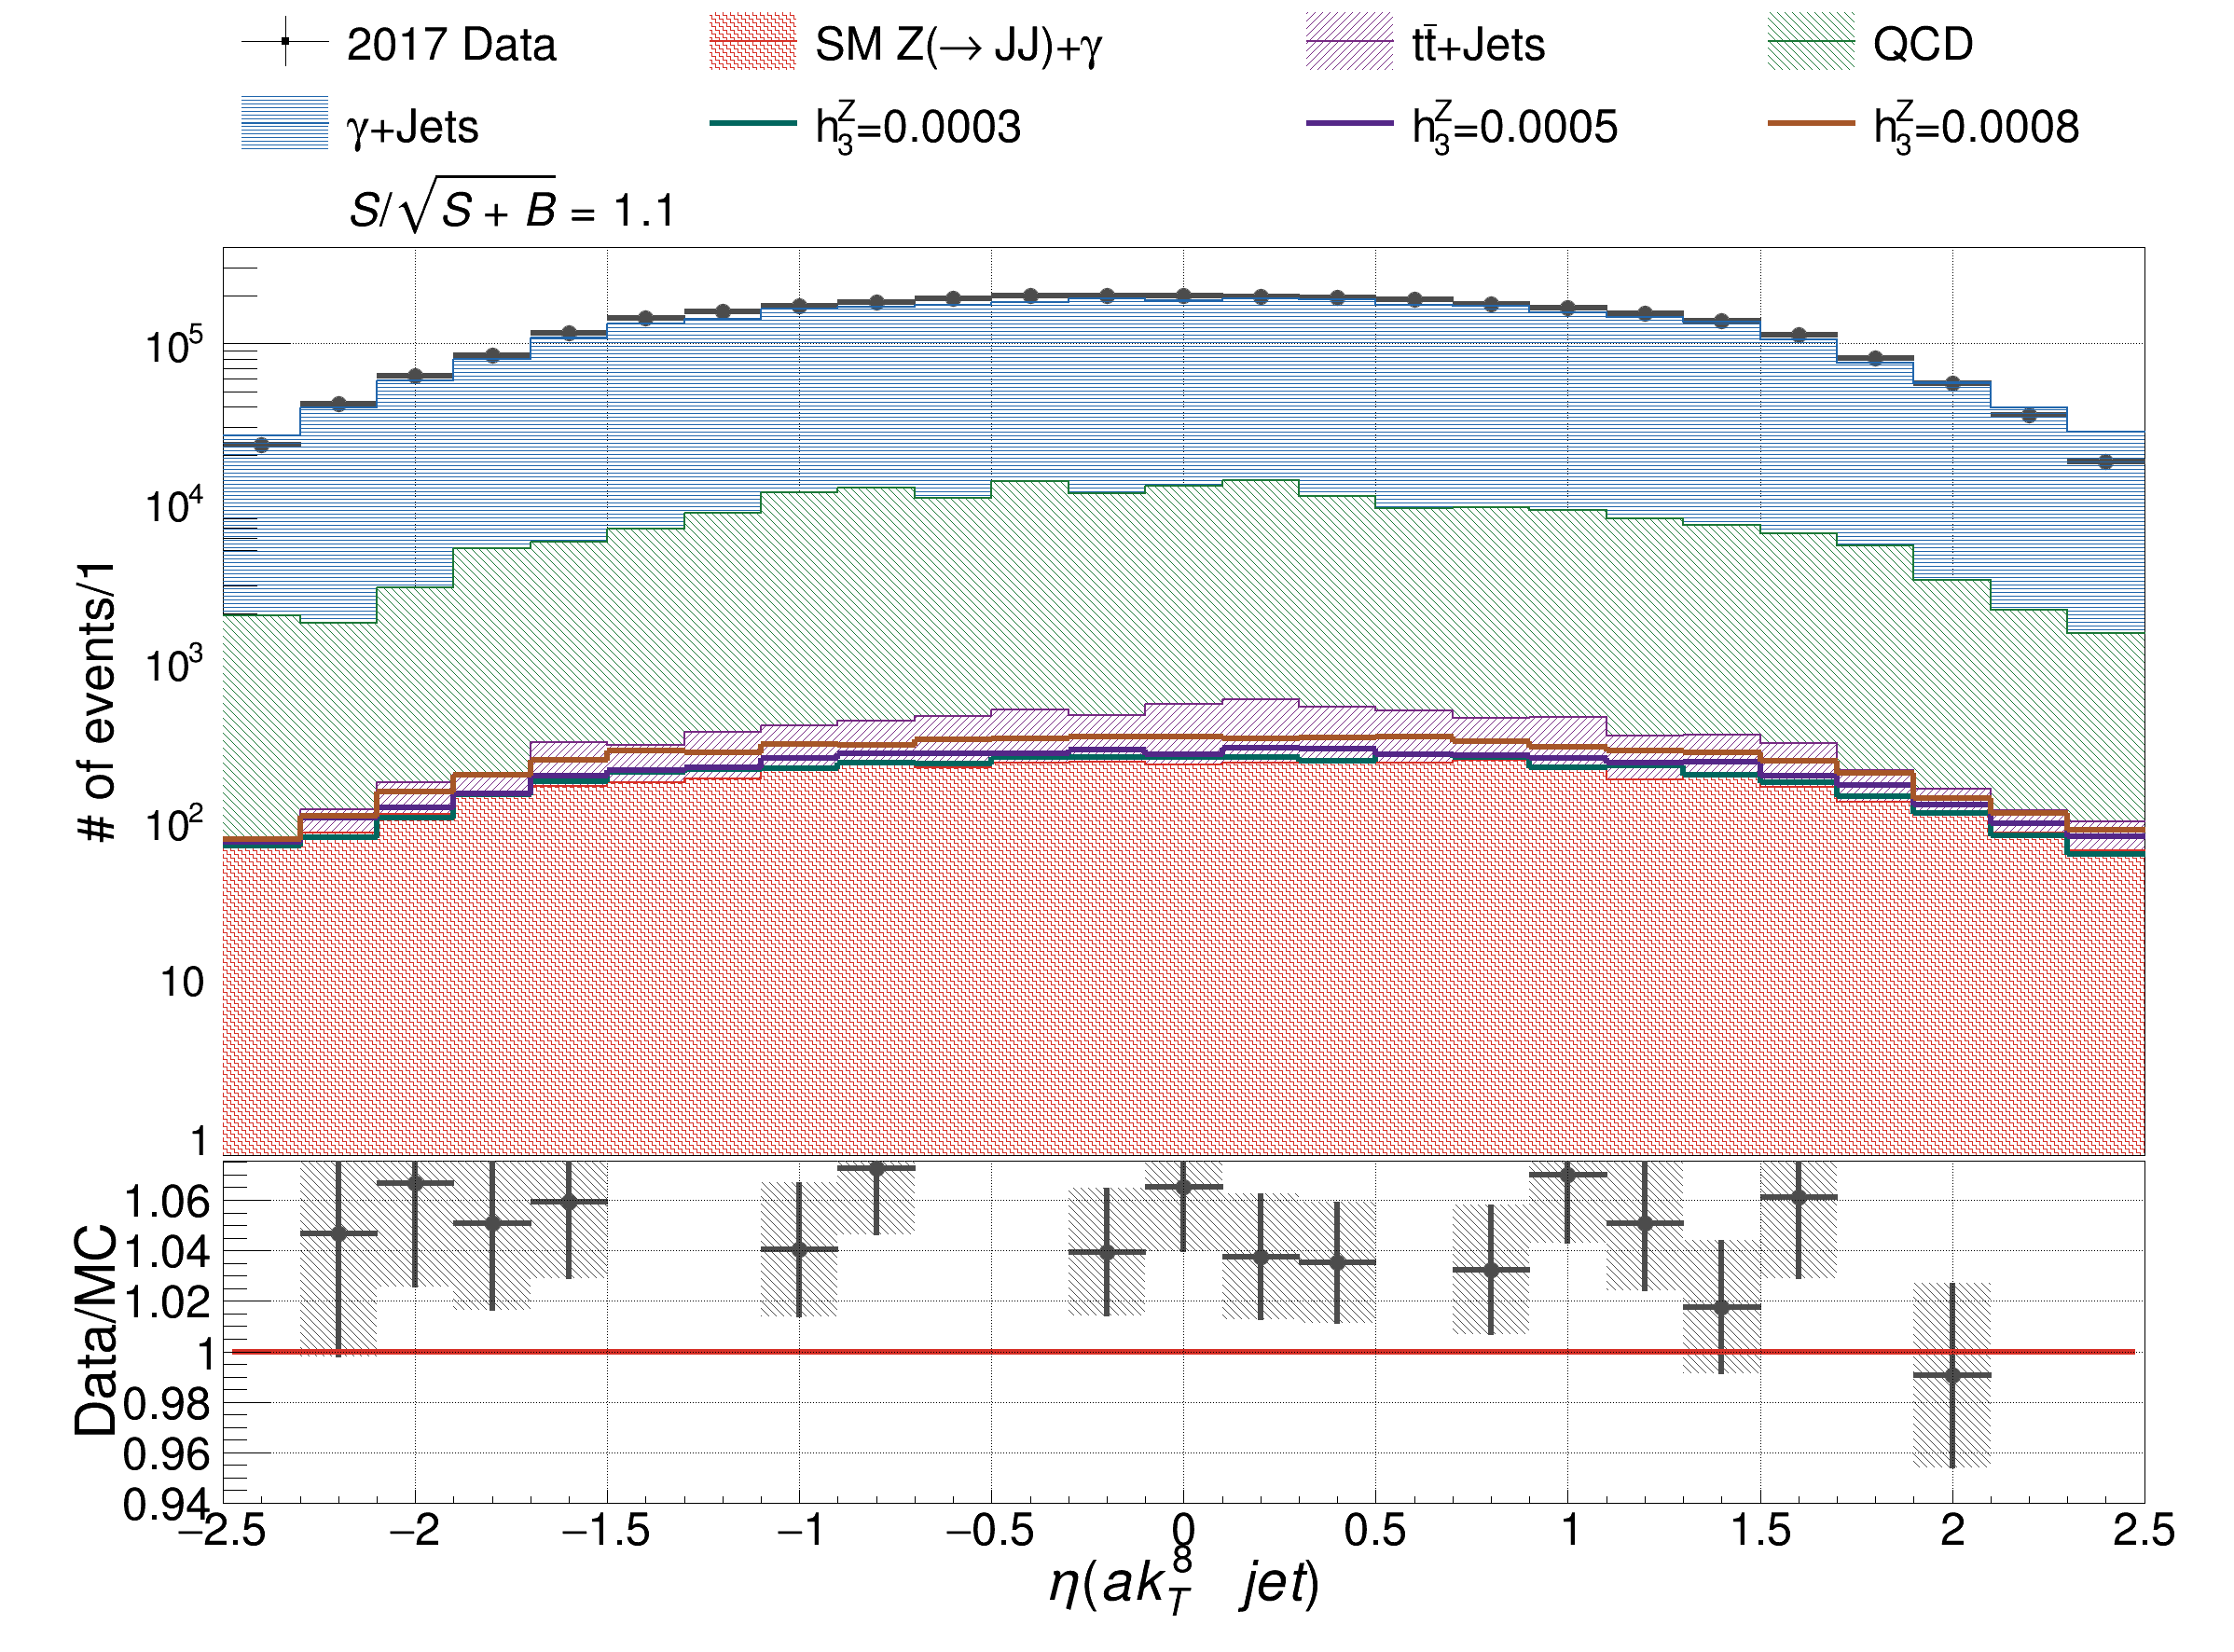 2017 Data SM Z(→ JJ)+γ tt̄+Jets QCD
γ+Jets h₃ᶻ=0.0003 h₃ᶻ=0.0005 h₃ᶻ=0.0008
S/√S + B = 1.1
# of events/1
10⁵
10⁴
10³
10²
10
1
Data/MC
1.06
1.04
1.02
1
0.98
0.96
0.94
−2.5 −2 −1.5 −1 −0.5 0 0.5 1 1.5 2 2.5
η(ak_T^8 jet)